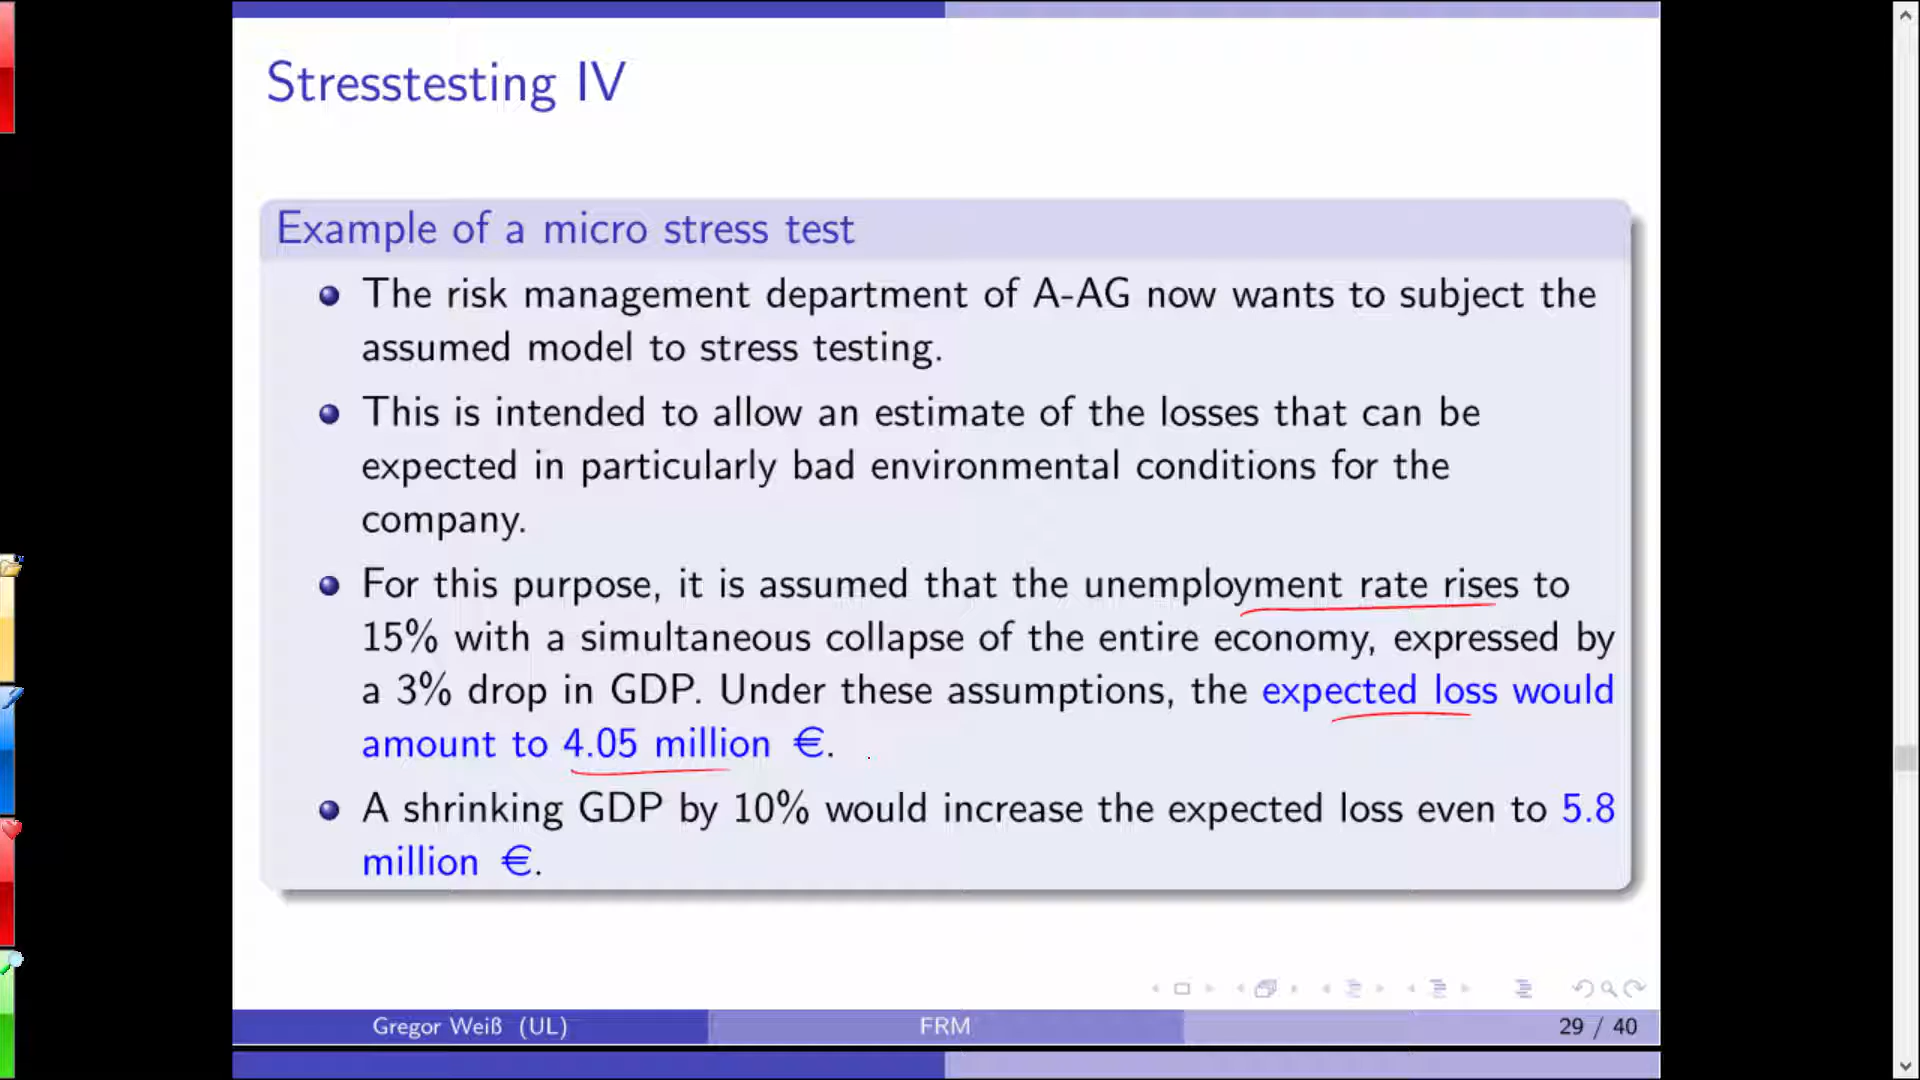 Stresstesting IV
Example of a micro stress test
The risk management department of A-AG now wants to subject the
assumed model to stress testing.
This is intended to allow an estimate of the losses that can be
expected in particularly bad environmental conditions for the
company.
For this purpose, it is assumed that the unemployment rate rises to
15% with a simultaneous collapse of the entire economy, expressed by
a 3% drop in GDP. Under these assumptions, the expected loss would
amount to 4.05 million €.
A shrinking GDP by 10% would increase the expected loss even to 5.8
million €.
Gregor Weiß (UL) FRM 29 / 40